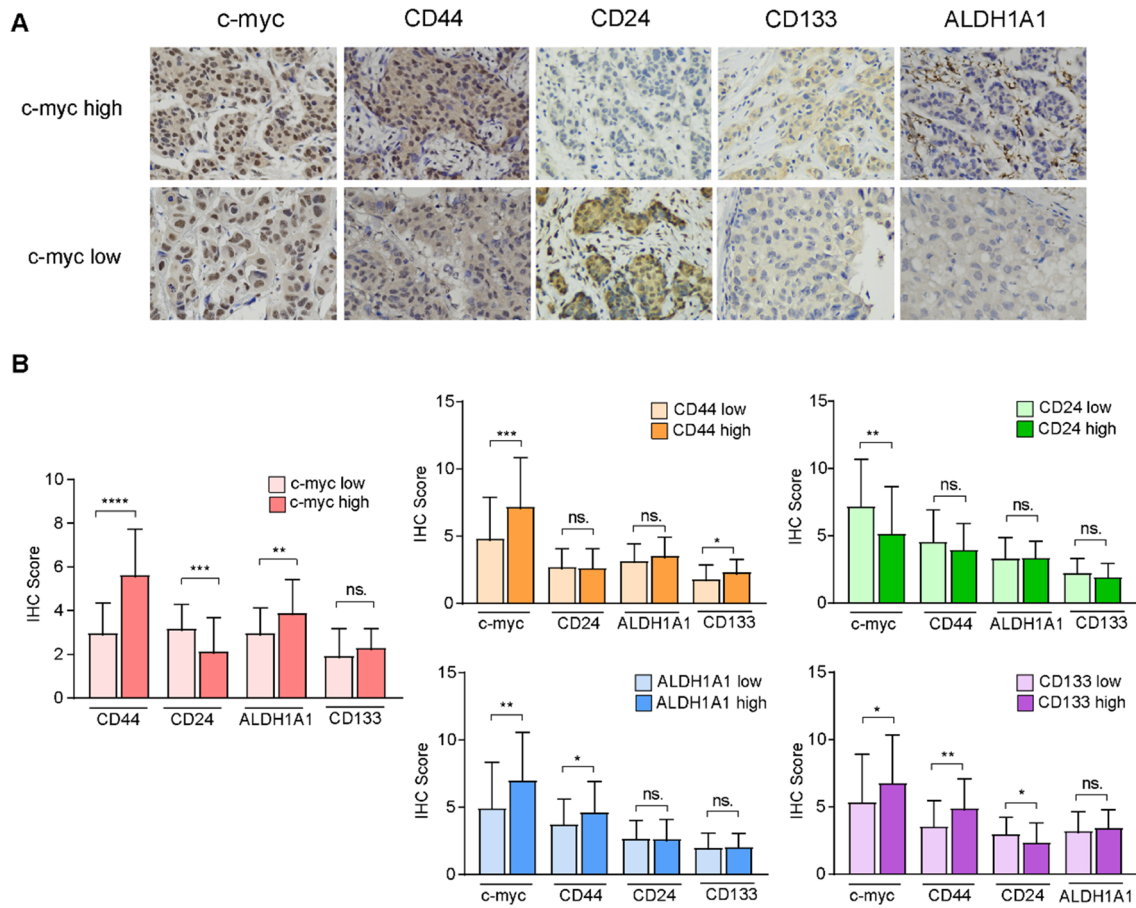 A
c-myc CD44 CD24 CD133 ALDH1A1
c-myc high
c-myc low
B
IHC Score
10
8
6
4
2
0
c-myc low
c-myc high
**** *** ** ns.
CD44 CD24 ALDH1A1 CD133
IHC Score
15
10
5
0
CD44 low
CD44 high
*** ns. ns. *
c-myc CD24 ALDH1A1 CD133
IHC Score
15
10
5
0
CD24 low
CD24 high
** ns. ns. ns.
c-myc CD44 ALDH1A1 CD133
IHC Score
15
10
5
0
ALDH1A1 low
ALDH1A1 high
** * ns. ns.
c-myc CD44 CD24 CD133
IHC Score
15
10
5
0
CD133 low
CD133 high
* ** * ns.
c-myc CD44 CD24 ALDH1A1